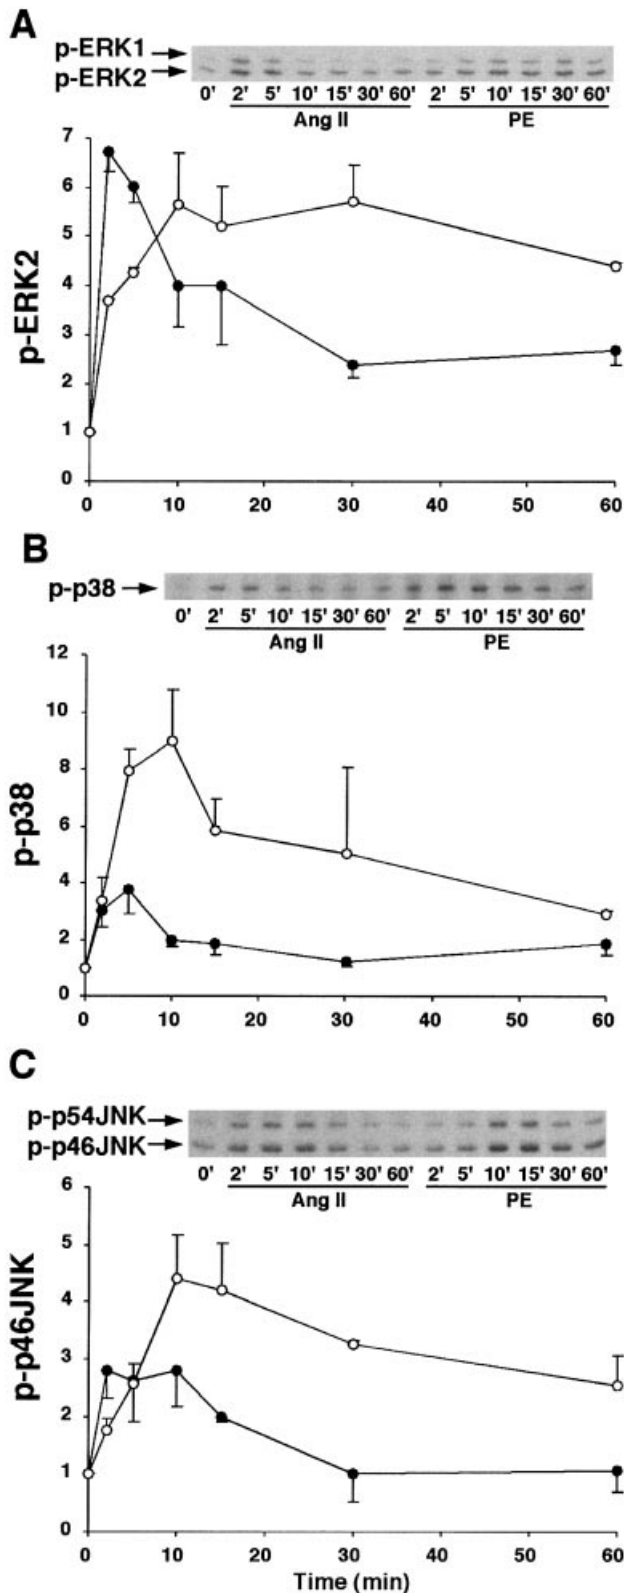 A
p-ERK1
p-ERK2
0' 2' 5' 10' 15' 30' 60' 2' 5' 10' 15' 30' 60'
Ang II PE
7
6
5
4
3
2
1
0
p-ERK2
0 10 20 30 40 50 60
B
p-p38
0' 2' 5' 10' 15' 30' 60' 2' 5' 10' 15' 30' 60'
Ang II PE
12
10
8
6
4
2
0
p-p38
0 10 20 30 40 50 60
C
p-p54JNK
p-p46JNK
0' 2' 5' 10' 15' 30' 60' 2' 5' 10' 15' 30' 60'
Ang II PE
6
5
4
3
2
1
0
p-p46JNK
0 10 20 30 40 50 60
Time (min)